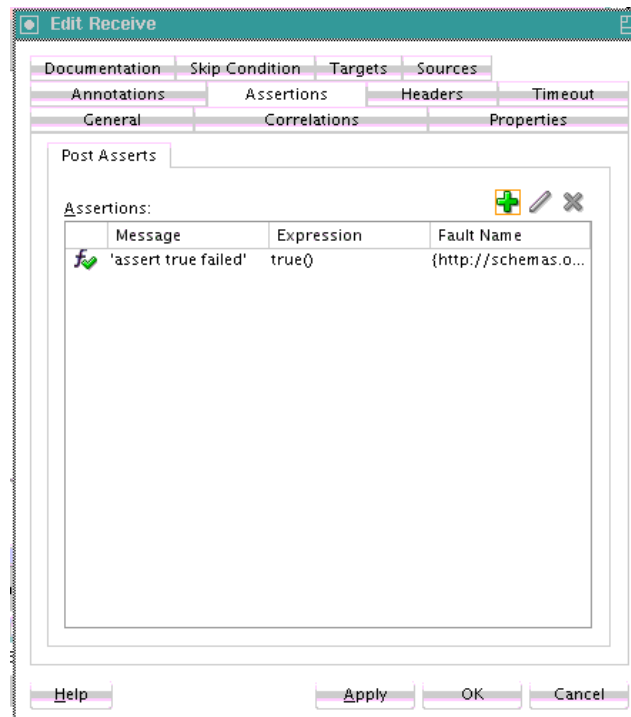 Edit Receive
Documentation Skip Condition Targets Sources
Annotations Assertions Headers Timeout
General Correlations Properties
Post Asserts
Assertions:
Message Expression Fault Name
'assert true failed' true() {http://schemas.o...
Help Apply OK Cancel